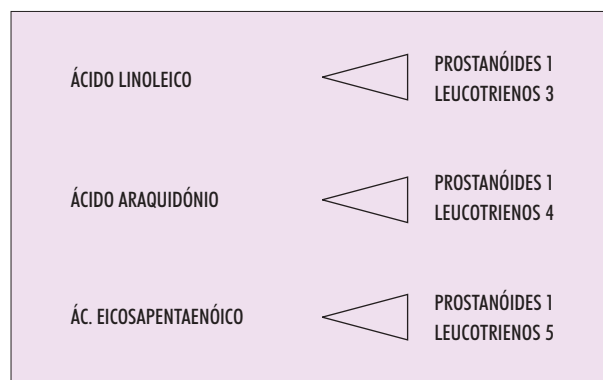 ÁCIDO LINOLEICO
PROSTANÓIDES 1
LEUCOTRIENOS 3
ÁCIDO ARAQUIDÓNIO
PROSTANÓIDES 1
LEUCOTRIENOS 4
ÁC. EICOSAPENTAENÓICO
PROSTANÓIDES 1
LEUCOTRIENOS 5